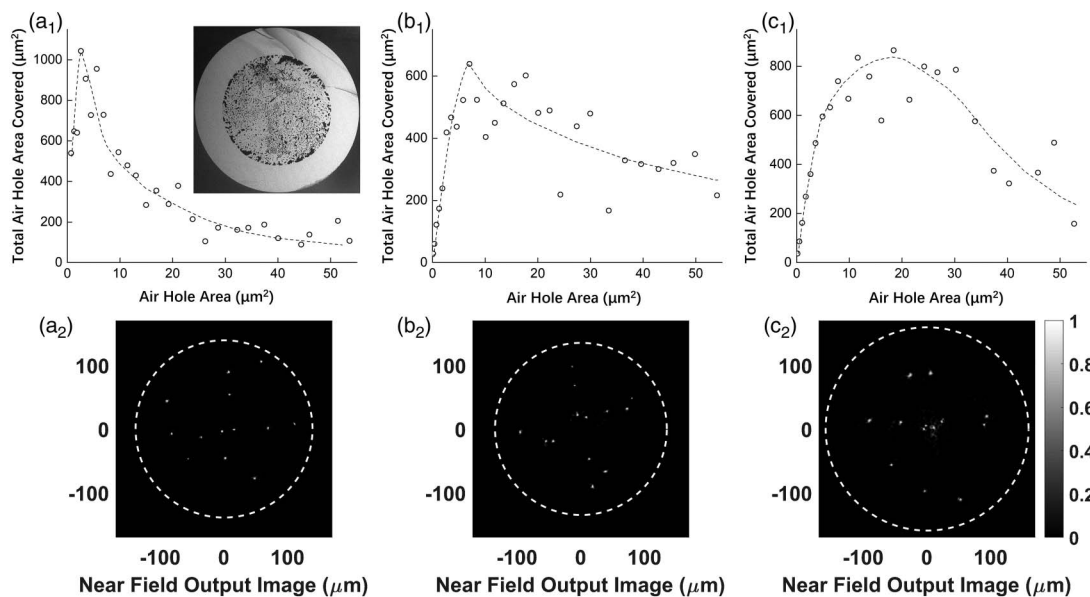 (a1)
(b1)
(c1)
Total Air Hole Area Covered (μm²)
1000
800
600
400
200
0
0 10 20 30 40 50
Air Hole Area (μm²)
Total Air Hole Area Covered (μm²)
600
400
200
0
0 10 20 30 40 50
Air Hole Area (μm²)
Total Air Hole Area Covered (μm²)
800
600
400
200
0
0 10 20 30 40 50
Air Hole Area (μm²)
(a2)
100
0
-100
-100 0 100
Near Field Output Image (μm)
(b2)
100
0
-100
-100 0 100
Near Field Output Image (μm)
(c2)
100
0
-100
-100 0 100
Near Field Output Image (μm)
1
0.8
0.6
0.4
0.2
0